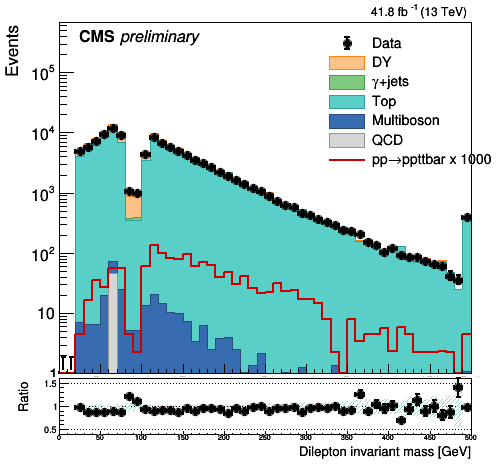 41.8 fb⁻¹ (13 TeV)
CMS preliminary
Events
Data
DY
γ+jets
Top
Multiboson
QCD
pp→ppttbar x 1000
10⁵
10⁴
10³
10²
10
1
Ratio
1.5
1
0.5
0 50 100 150 200 250 300 350 400 450 500
Dilepton invariant mass [GeV]